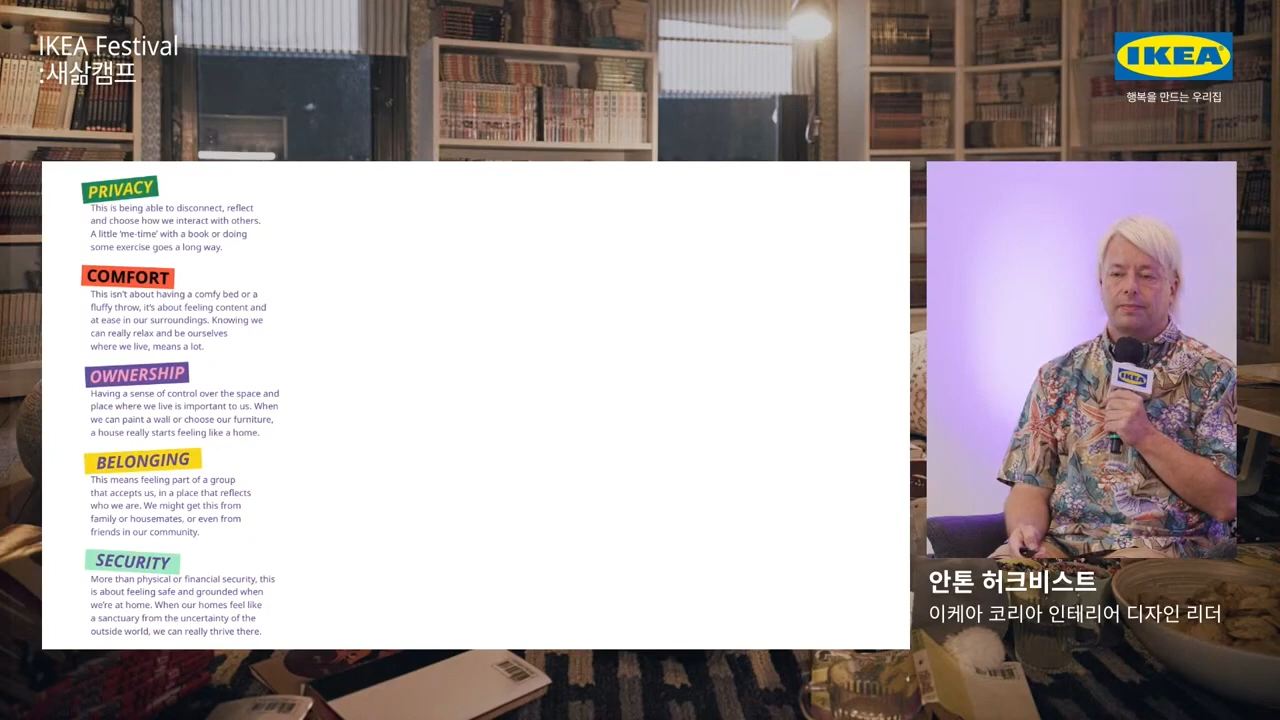 IKEA Festival
:새삶캠프
IKEA
행복을 만드는 우리집
PRIVACY
This is being able to disconnect, reflect
and choose how we interact with others.
A little 'me-time' with a book or doing
some exercise goes a long way.
COMFORT
This isn't about having a comfy bed or a
fluffy throw, it's about feeling content and
at ease in our surroundings. Knowing we
can really relax and be ourselves
where we live, means a lot.
OWNERSHIP
Having a sense of control over the space and
place where we live is important to us. When
we can paint a wall or choose our furniture,
a house really starts feeling like a home.
BELONGING
This means feeling part of a group
that accepts us, in a place that reflects
who we are. We might get this from
family or housemates, or even from
friends in our community.
SECURITY
More than physical or financial security, this
is about feeling safe and grounded when
we're at home. When our homes feel like
a sanctuary from the uncertainty of the
outside world, we can really thrive there.
IKEA
안톤 허크비스트
이케아 코리아 인테리어 디자인 리더